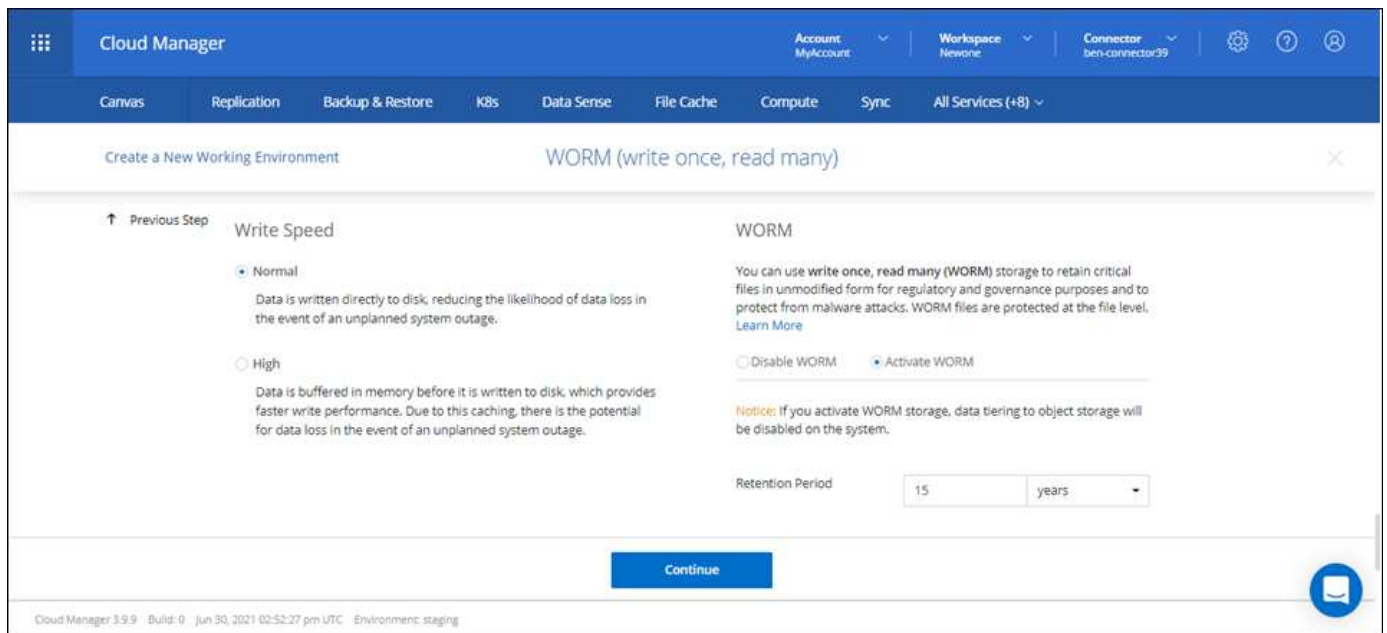 Cloud Manager
Account
MyAccount
Workspace
Newone
Connector
ben-connector39
Canvas
Replication
Backup & Restore
K8s
Data Sense
File Cache
Compute
Sync
All Services (+8)
Create a New Working Environment
WORM (write once, read many)
↑ Previous Step
Write Speed
Normal
Data is written directly to disk, reducing the likelihood of data loss in
the event of an unplanned system outage.
High
Data is buffered in memory before it is written to disk, which provides
faster write performance. Due to this caching, there is the potential
for data loss in the event of an unplanned system outage.
WORM
You can use write once, read many (WORM) storage to retain critical
files in unmodified form for regulatory and governance purposes and to
protect from malware attacks. WORM files are protected at the file level.
Learn More
Disable WORM
Activate WORM
Notice: If you activate WORM storage, data tiering to object storage will
be disabled on the system.
Retention Period
15
years
Continue
Cloud Manager 3.9.9 Build: 0 Jun 30, 2021 02:52:27 pm UTC Environment: staging